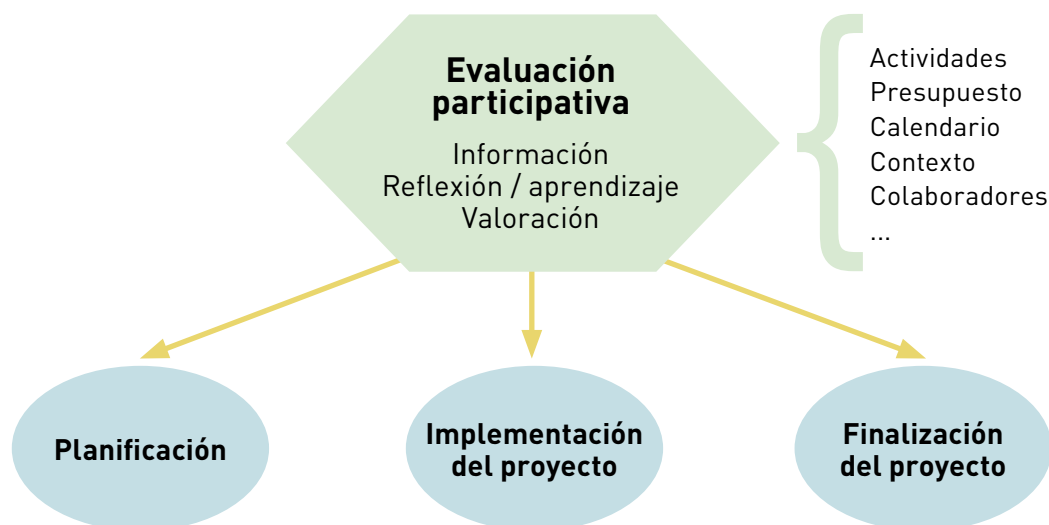 Evaluación
participativa
Información
Reflexión / aprendizaje
Valoración
Actividades
Presupuesto
Calendario
Contexto
Colaboradores
...
Planificación
Implementación
del proyecto
Finalización
del proyecto